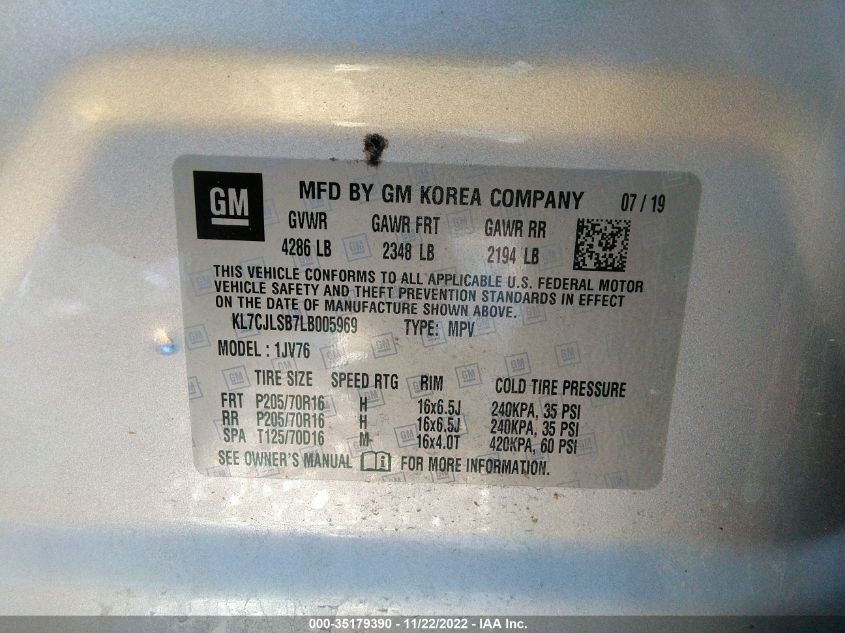 GM
MFD BY GM KOREA COMPANY 07 / 19
GVWR GAWR FRT GAWR RR
4286 LB 2348 LB 2194 LB
THIS VEHICLE CONFORMS TO ALL APPLICABLE U.S. FEDERAL MOTOR
VEHICLE SAFETY AND THEFT PREVENTION STANDARDS IN EFFECT
ON THE DATE OF MANUFACTURE SHOWN ABOVE.
KL7CJLSB7LB005969 TYPE: MPV
MODEL : 1JV76
TIRE SIZE SPEED RTG RIM COLD TIRE PRESSURE
FRT P205/70R16 H 16x6.5J 240KPA, 35 PSI
RR P205/70R16 H 16x6.5J 240KPA, 35 PSI
SPA T125/70D16 M 16x4.0T 420KPA, 60 PSI
SEE OWNER'S MANUAL FOR MORE INFORMATION.
000-35179390 - 11/22/2022 - IAA Inc.